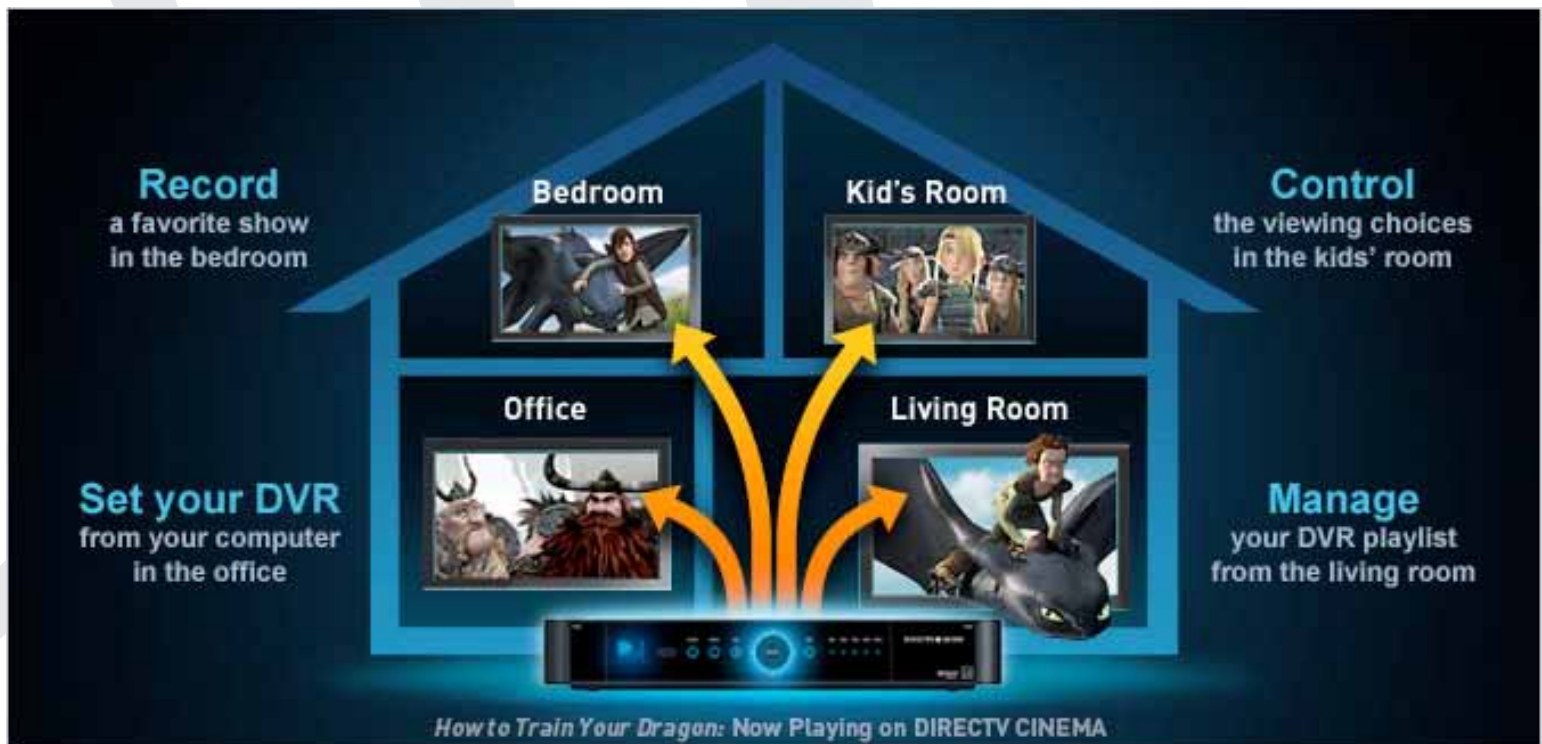 Record
a favorite show
in the bedroom
Bedroom
Kid's Room
Control
the viewing choices
in the kids' room
Set your DVR
from your computer
in the office
Office
Living Room
Manage
your DVR playlist
from the living room
How to Train Your Dragon: Now Playing on DIRECTV CINEMA